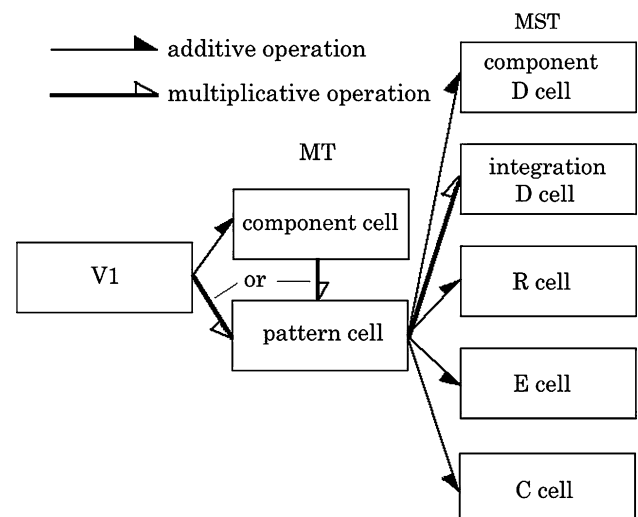 MST
additive operation
multiplicative operation
component
D cell
MT
integration
D cell
component cell
V1
or
R cell
pattern cell
E cell
C cell